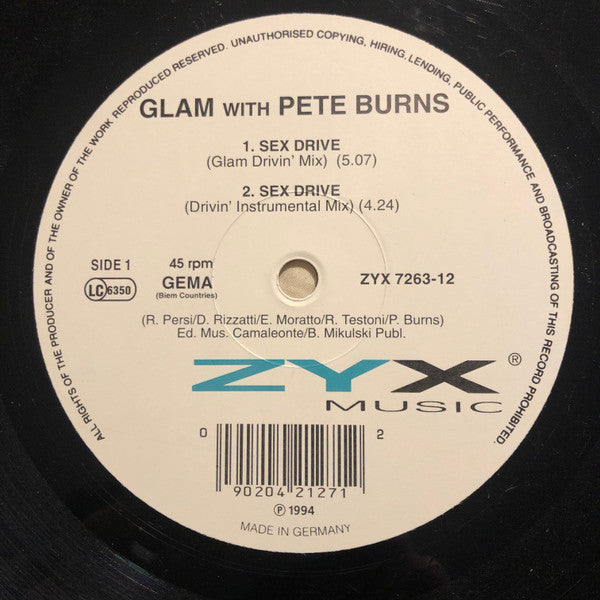 ALL RIGHTS OF THE PRODUCER AND OF THE OWNER OF THE WORK REPRODUCED RESERVED. UNAUTHORISED COPYING, HIRING, LENDING, PUBLIC PERFORMANCE AND BROADCASTING OF THIS RECORD PROHIBITED.
GLAM WITH PETE BURNS
1. SEX DRIVE
(Glam Drivin' Mix) (5.07)
2. SEX DRIVE
(Drivin' Instrumental Mix) (4.24)
SIDE 1 45 rpm
LC 6350 GEMA ZYX 7263-12
(Biem Countries)
(R. Persi/D. Rizzatti/E. Moratto/R. Testoni/P. Burns)
Ed. Mus. Camaleonte/B. Mikulski Publ.
ZYX ®
MUSIC
0 2
90204 21271
℗ 1994
MADE IN GERMANY